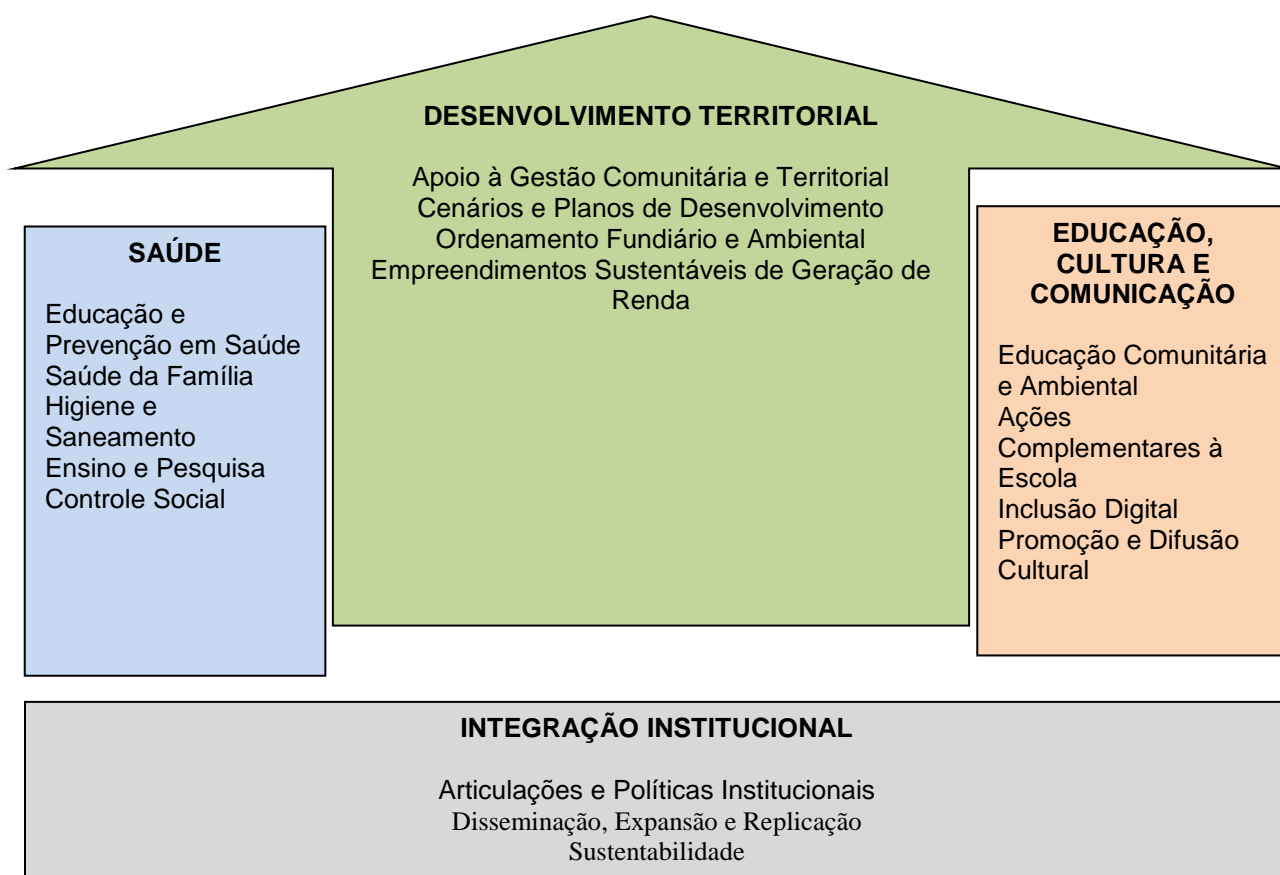 DESENVOLVIMENTO TERRITORIAL
Apoio à Gestão Comunitária e Territorial
Cenários e Planos de Desenvolvimento
Ordenamento Fundiário e Ambiental
Empreendimentos Sustentáveis de Geração de
Renda
SAÚDE
Educação e
Prevenção em Saúde
Saúde da Família
Higiene e
Saneamento
Ensino e Pesquisa
Controle Social
EDUCAÇÃO,
CULTURA E
COMUNICAÇÃO
Educação Comunitária
e Ambiental
Ações
Complementares à
Escola
Inclusão Digital
Promoção e Difusão
Cultural
INTEGRAÇÃO INSTITUCIONAL
Articulações e Políticas Institucionais
Disseminação, Expansão e Replicação
Sustentabilidade